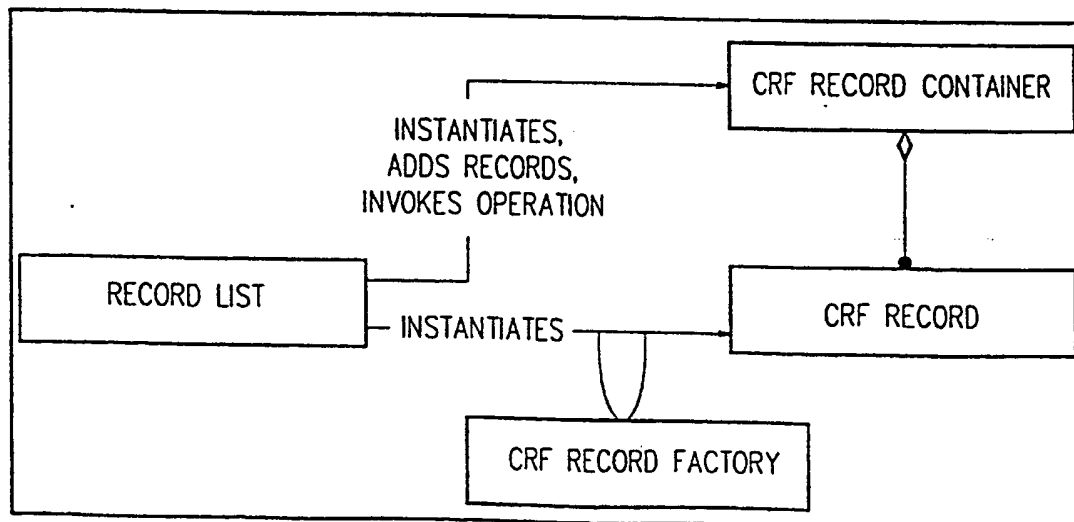 CRF RECORD CONTAINER
INSTANTIATES,
ADDS RECORDS,
INVOKES OPERATION
RECORD LIST
INSTANTIATES
CRF RECORD
CRF RECORD FACTORY